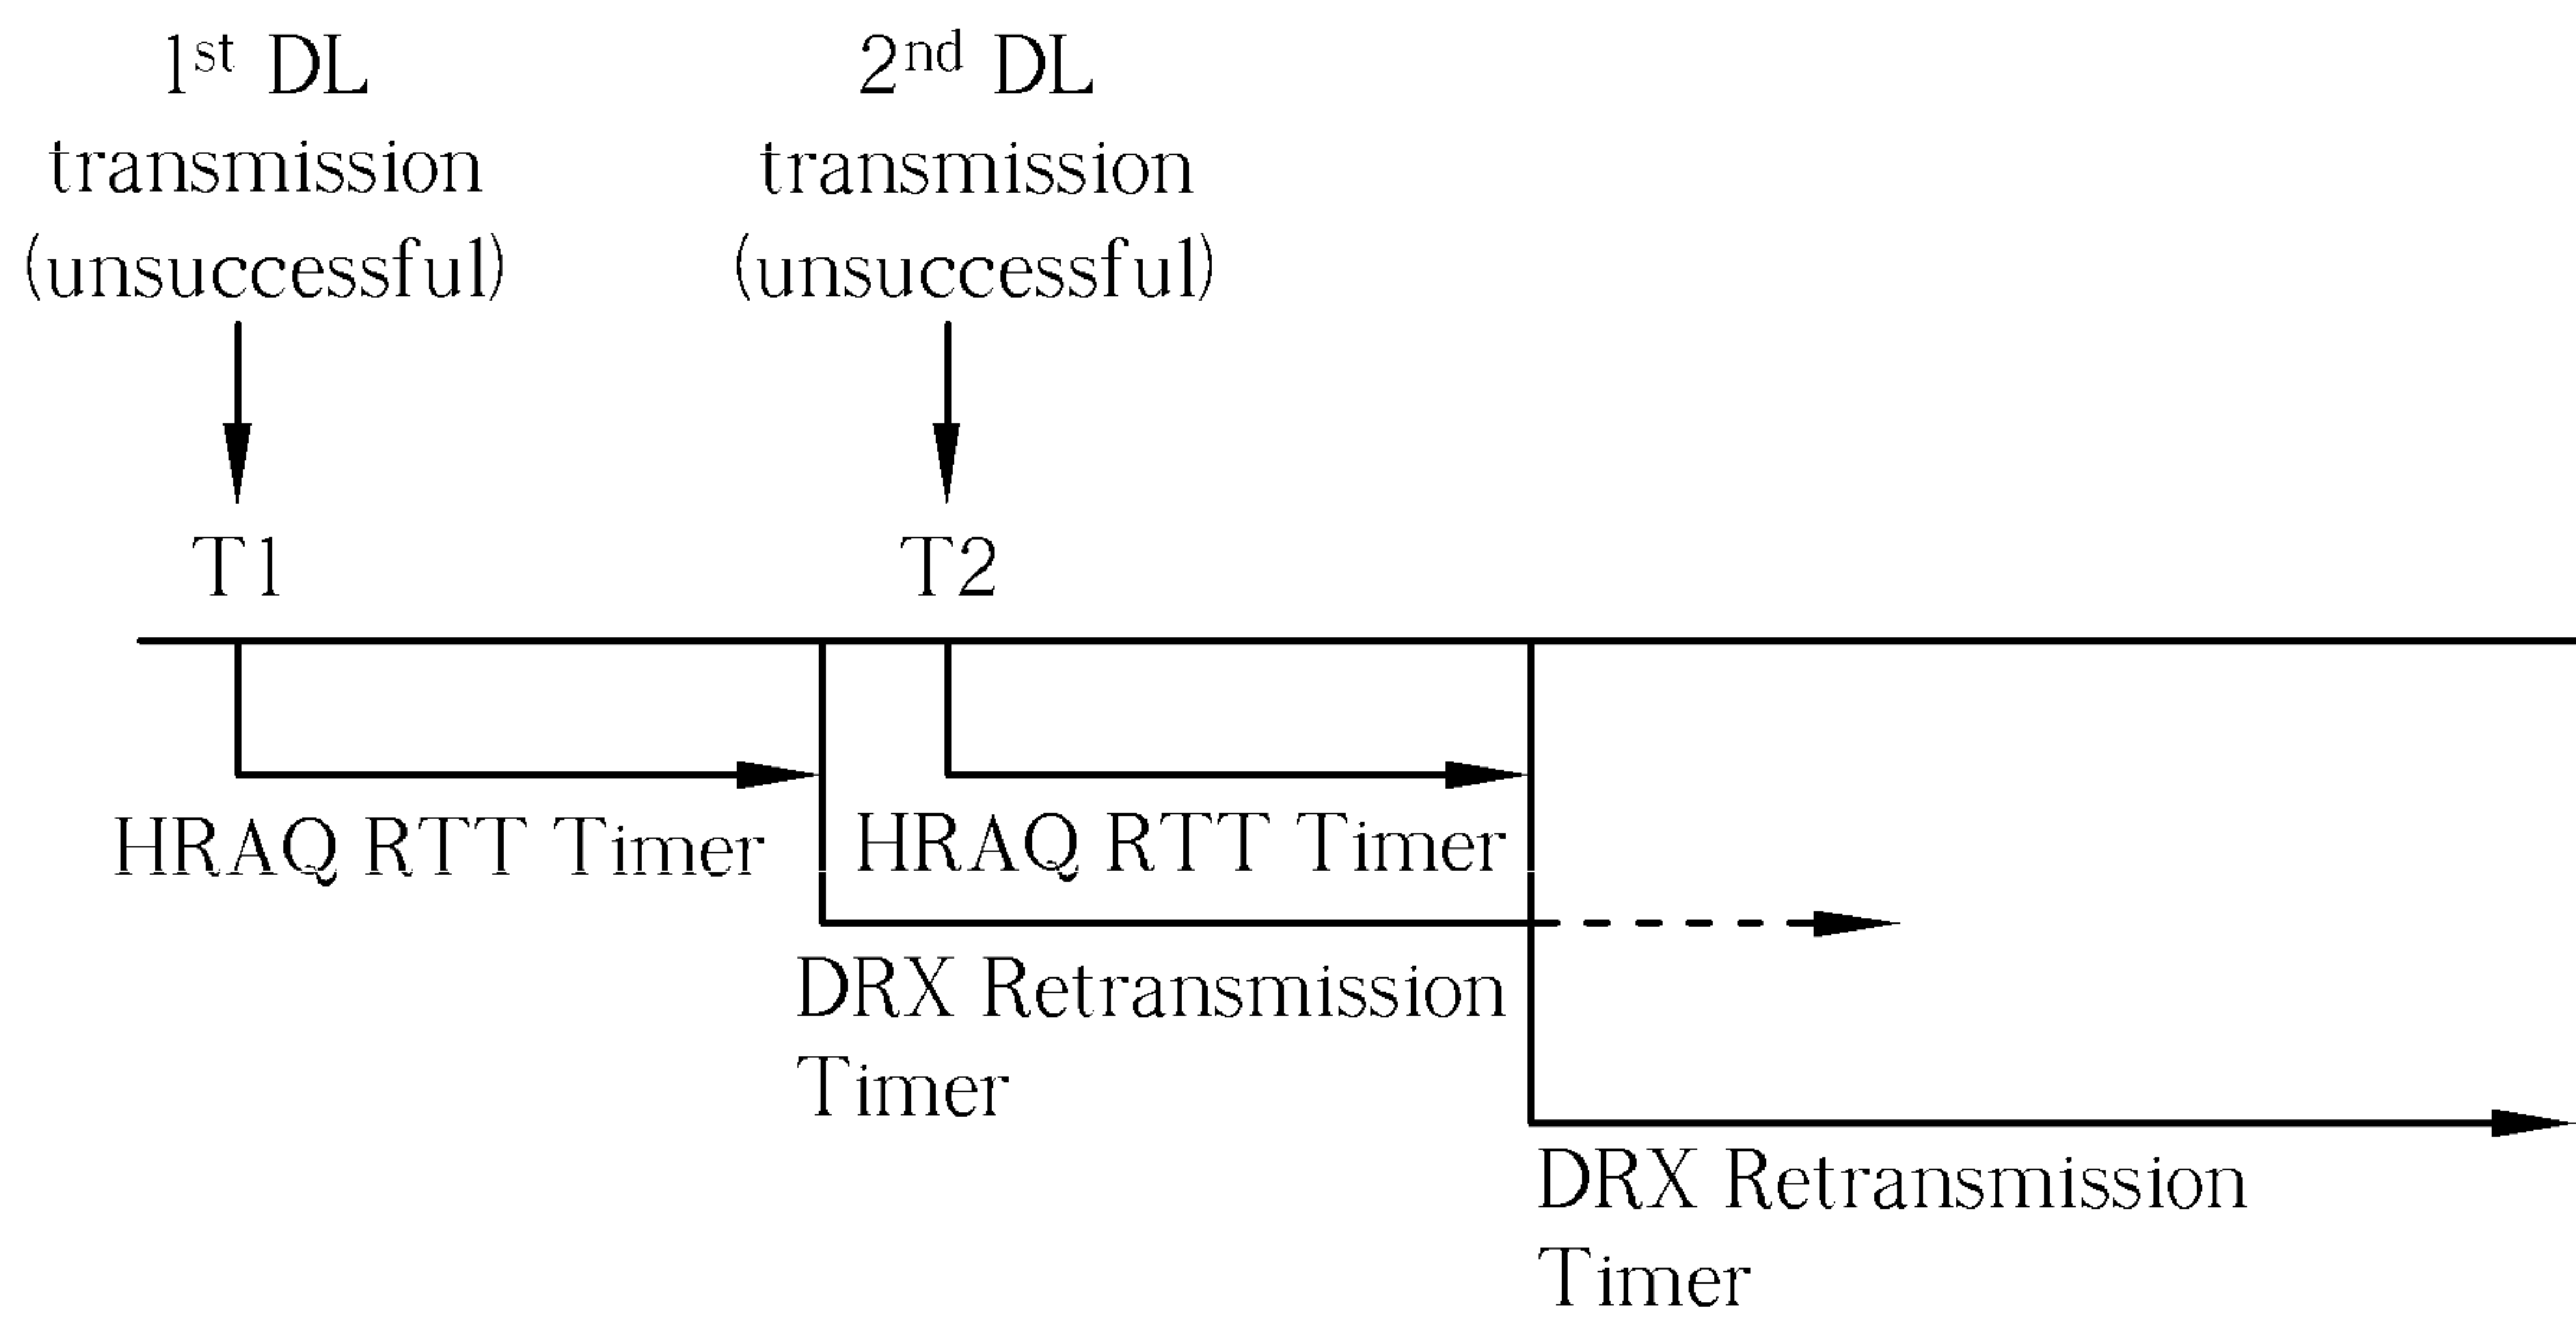 1st DL
transmission
(unsuccessful)
2nd DL
transmission
(unsuccessful)
T1
T2
HRAQ RTT Timer
HRAQ RTT Timer
DRX Retransmission
Timer
DRX Retransmission
Timer